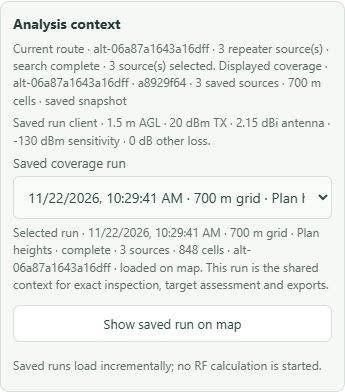 Analysis context
Current route · alt-06a87a1643a16dff · 3 repeater source(s) ·
search complete · 3 source(s) selected. Displayed coverage ·
alt-06a87a1643a16dff · a8929f64 · 3 saved sources · 700 m
cells · saved snapshot
Saved run client · 1.5 m AGL · 20 dBm TX · 2.15 dBi antenna ·
-130 dBm sensitivity · 0 dB other loss.
Saved coverage run
11/22/2026, 10:29:41 AM · 700 m grid · Plan h
Selected run · 11/22/2026, 10:29:41 AM · 700 m grid · Plan
heights · complete · 3 sources · 848 cells · alt-
06a87a1643a16dff · loaded on map. This run is the shared
context for exact inspection, target assessment and exports.
Show saved run on map
Saved runs load incrementally; no RF calculation is started.